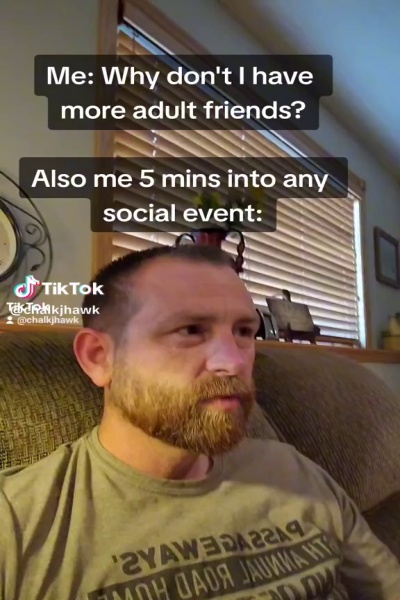 Me: Why don't I have
more adult friends?
Also me 5 mins into any
social event:
TikTok
@chalkjhawk
TikTok
@chalkjhawk
PASSAGEWAYS'
TH ANNUAL ROAD HOME